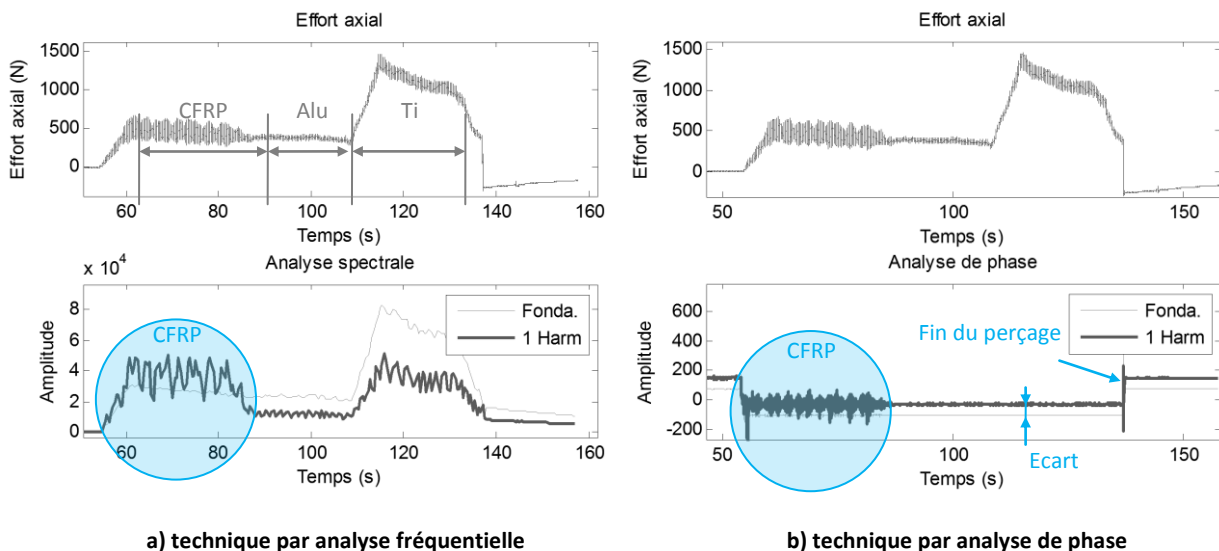 Effort axial
Effort axial (N)
1500
1000
500
0
CFRP
Alu
Ti
60
80
100
120
140
160
Temps (s)
Analyse spectrale
x 10^4
Amplitude
8
6
4
2
0
CFRP
Fonda.
1 Harm
60
80
100
120
140
160
Temps (s)
a) technique par analyse fréquentielle
Effort axial
Effort axial (N)
1500
1000
500
0
50
100
150
Temps (s)
Analyse de phase
Amplitude
600
400
200
0
-200
CFRP
Fonda.
1 Harm
Fin du perçage
Ecart
50
100
150
Temps (s)
b) technique par analyse de phase